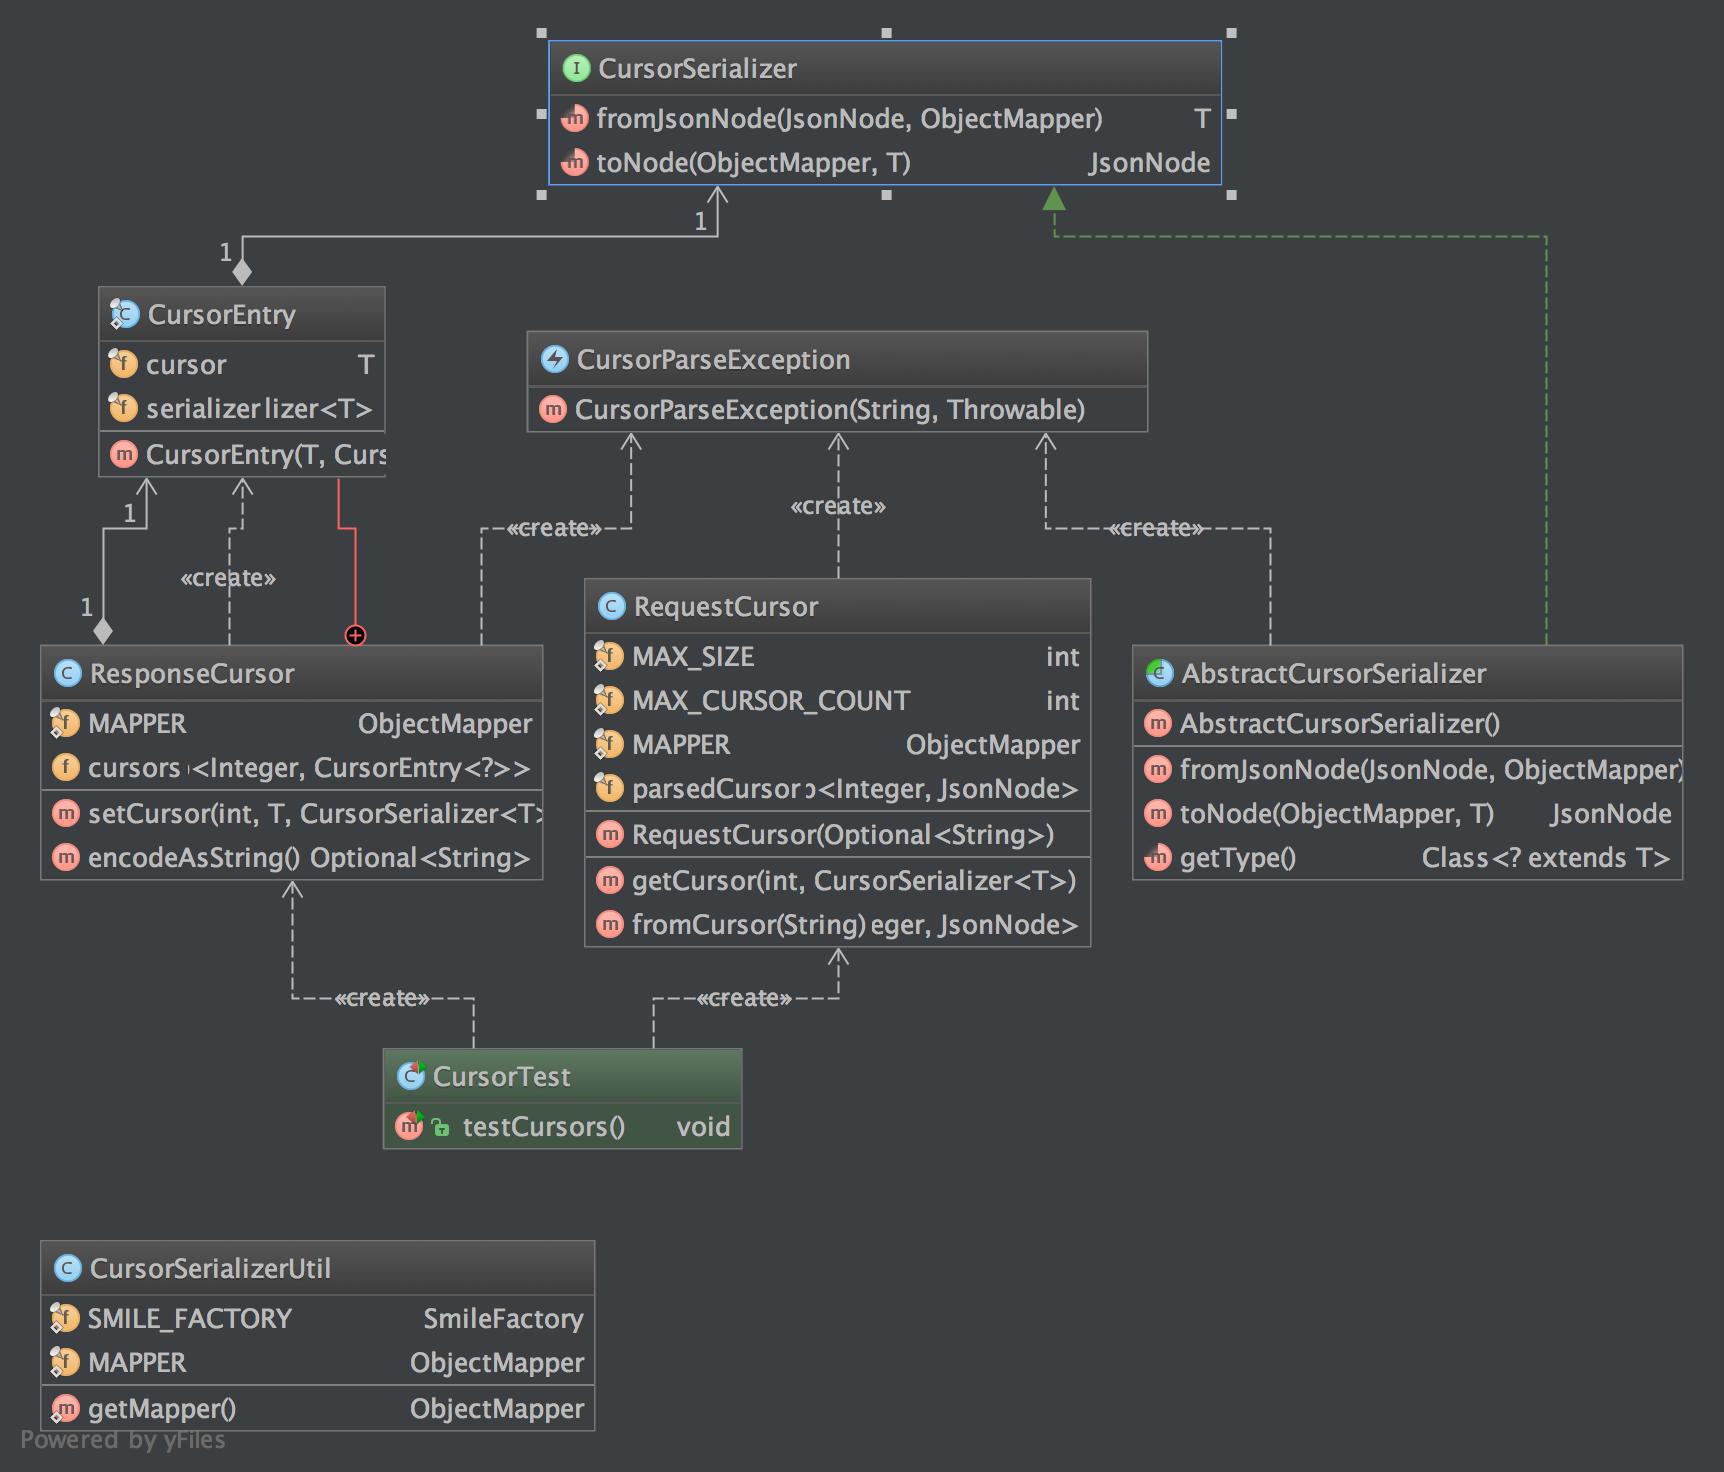 CursorSerializer
fromJsonNode(JsonNode, ObjectMapper) T
toNode(ObjectMapper, T) JsonNode
1
1
CursorEntry
cursor T
serializer lizer<T>
CursorEntry(T, Curs
CursorParseException
CursorParseException(String, Throwable)
1
«create»
«create»
«create»
«create»
1
RequestCursor
MAX_SIZE int
MAX_CURSOR_COUNT int
MAPPER ObjectMapper
parsedCursor <Integer, JsonNode>
RequestCursor(Optional<String>)
getCursor(int, CursorSerializer<T>)
fromCursor(String) eger, JsonNode>
ResponseCursor
MAPPER ObjectMapper
cursors <Integer, CursorEntry<?>>
setCursor(int, T, CursorSerializer<T>
encodeAsString() Optional<String>
AbstractCursorSerializer
AbstractCursorSerializer()
fromJsonNode(JsonNode, ObjectMapper)
toNode(ObjectMapper, T) JsonNode
getType() Class<? extends T>
«create»
«create»
CursorTest
testCursors() void
CursorSerializerUtil
SMILE_FACTORY SmileFactory
MAPPER ObjectMapper
getMapper() ObjectMapper
Powered by yFiles